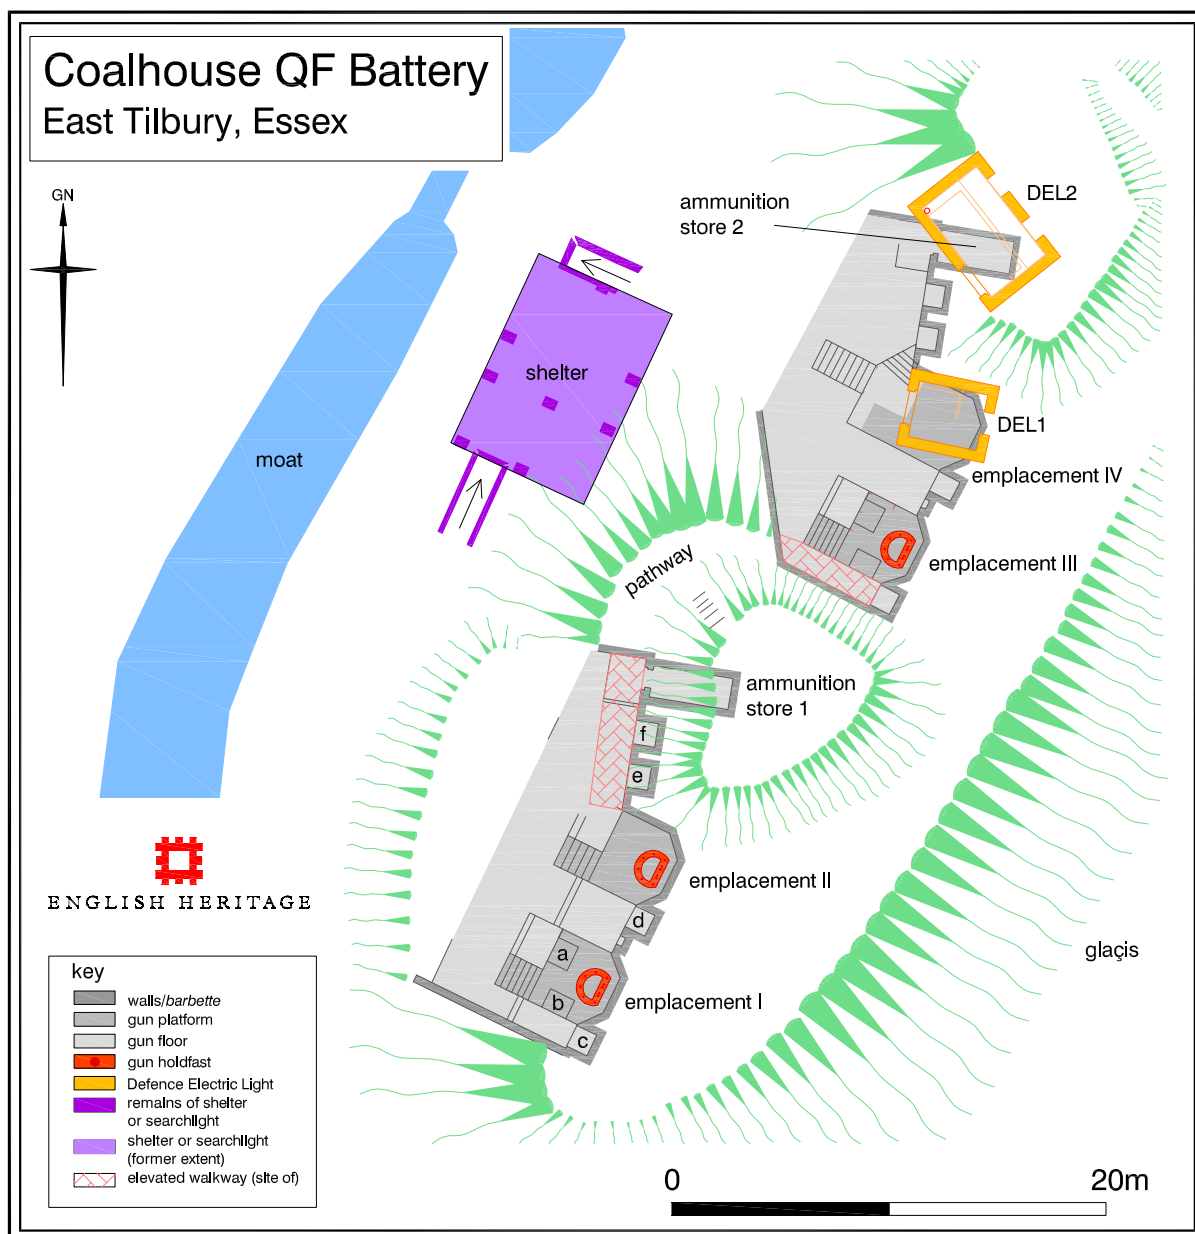 Coalhouse QF Battery
East Tilbury, Essex
GN
ammunition
store 2
DEL2
shelter
moat
DEL1
emplacement IV
pathway
emplacement III
ammunition
store 1
f
e
emplacement II
d
a
b
c
emplacement I
glaçis
ENGLISH HERITAGE
key
walls/barbette
gun platform
gun floor
gun holdfast
Defence Electric Light
remains of shelter
or searchlight
shelter or searchlight
(former extent)
elevated walkway (site of)
0
20m